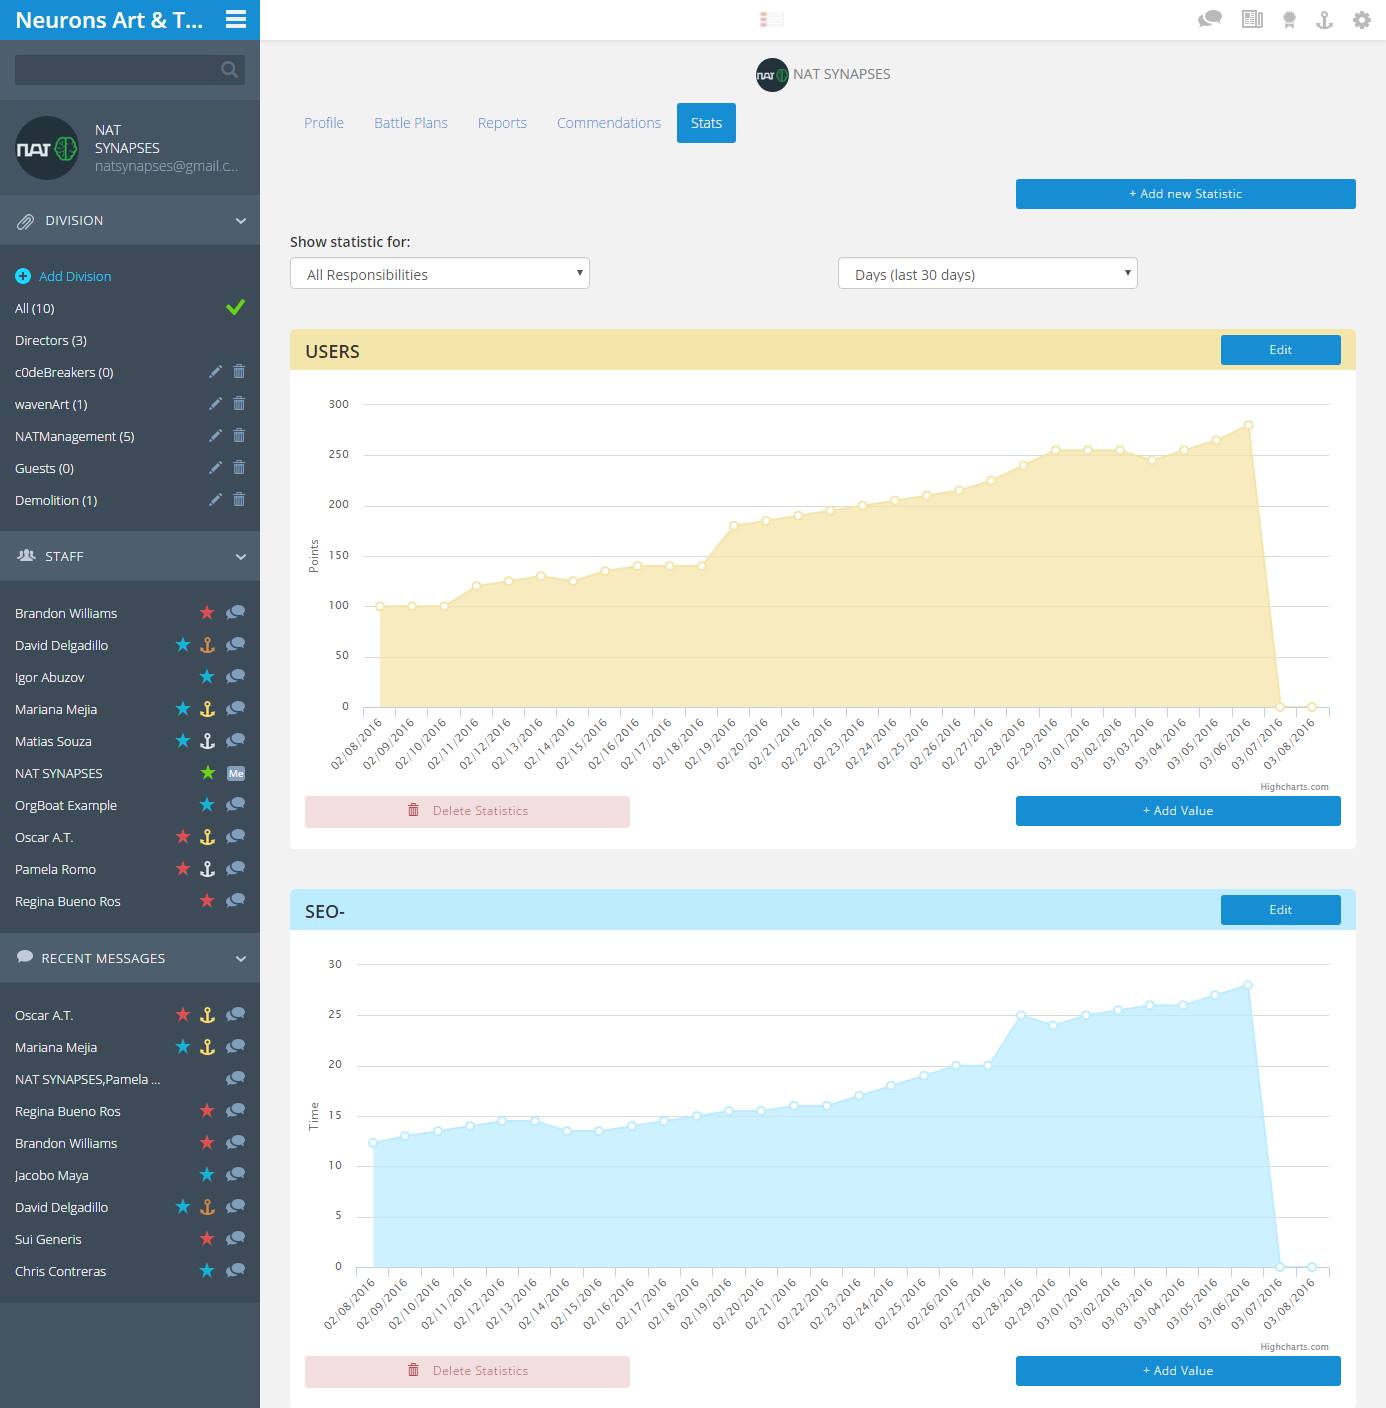 Neurons Art & T...
NAT
NAT
SYNAPSES
natsynapses@gmail.c...
DIVISION
Add Division
All (10)
Directors (3)
c0deBreakers (0)
wavenArt (1)
NATManagement (5)
Guests (0)
Demolition (1)
STAFF
Brandon Williams
David Delgadillo
Igor Abuzov
Mariana Mejia
Matias Souza
NAT SYNAPSES Me
OrgBoat Example
Oscar A.T.
Pamela Romo
Regina Bueno Ros
RECENT MESSAGES
Oscar A.T.
Mariana Mejia
NAT SYNAPSES,Pamela ...
Regina Bueno Ros
Brandon Williams
Jacobo Maya
David Delgadillo
Sui Generis
Chris Contreras
NAT NAT SYNAPSES
Profile Battle Plans Reports Commendations Stats
+ Add new Statistic
Show statistic for:
All Responsibilities Days (last 30 days)
USERS Edit
300
250
200
150
100
50
0
Points
02/08/2016 02/09/2016 02/10/2016 02/11/2016 02/12/2016 02/13/2016 02/14/2016 02/15/2016 02/16/2016 02/17/2016 02/18/2016 02/19/2016 02/20/2016 02/21/2016 02/22/2016 02/23/2016 02/24/2016 02/25/2016 02/26/2016 02/27/2016 02/28/2016 02/29/2016 03/01/2016 03/02/2016 03/03/2016 03/04/2016 03/05/2016 03/06/2016 03/07/2016 03/08/2016
Highcharts.com
Delete Statistics + Add Value
SEO- Edit
30
25
20
15
10
5
0
Time
02/08/2016 02/09/2016 02/10/2016 02/11/2016 02/12/2016 02/13/2016 02/14/2016 02/15/2016 02/16/2016 02/17/2016 02/18/2016 02/19/2016 02/20/2016 02/21/2016 02/22/2016 02/23/2016 02/24/2016 02/25/2016 02/26/2016 02/27/2016 02/28/2016 02/29/2016 03/01/2016 03/02/2016 03/03/2016 03/04/2016 03/05/2016 03/06/2016 03/07/2016 03/08/2016
Highcharts.com
Delete Statistics + Add Value